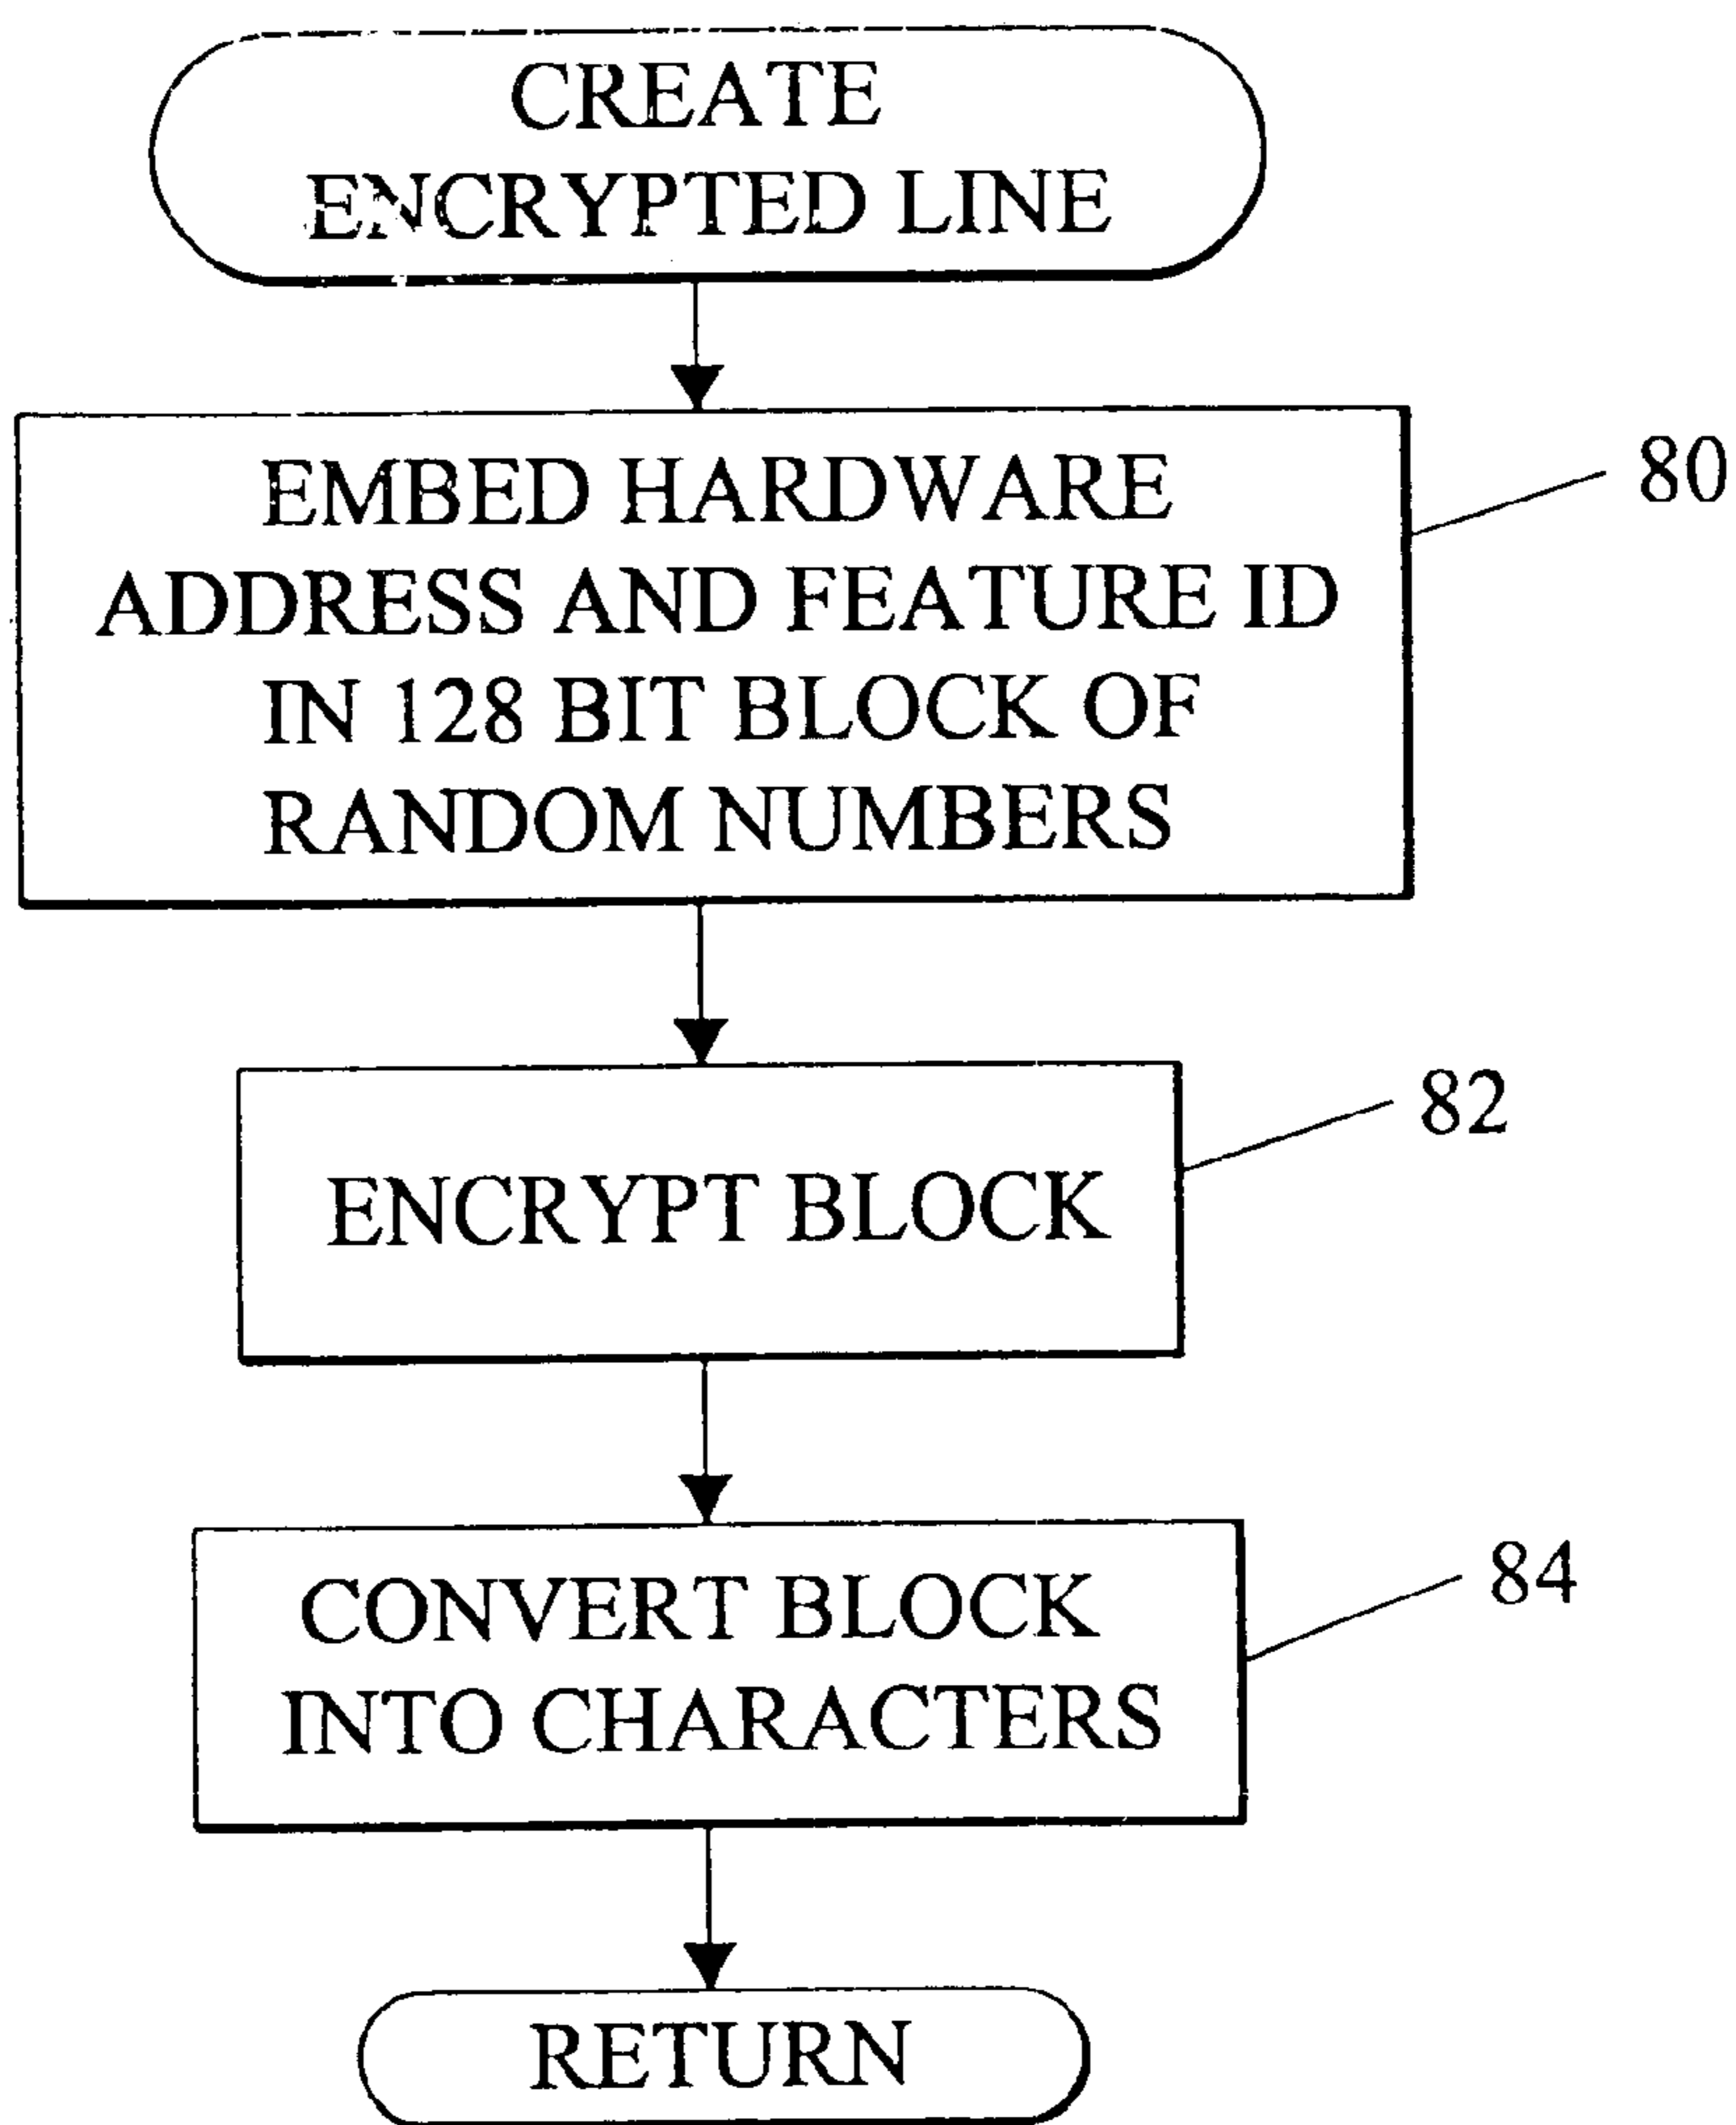 CREATE
ENCRYPTED LINE
EMBED HARDWARE
ADDRESS AND FEATURE ID
IN 128 BIT BLOCK OF
RANDOM NUMBERS
80
ENCRYPT BLOCK
82
CONVERT BLOCK
INTO CHARACTERS
84
RETURN